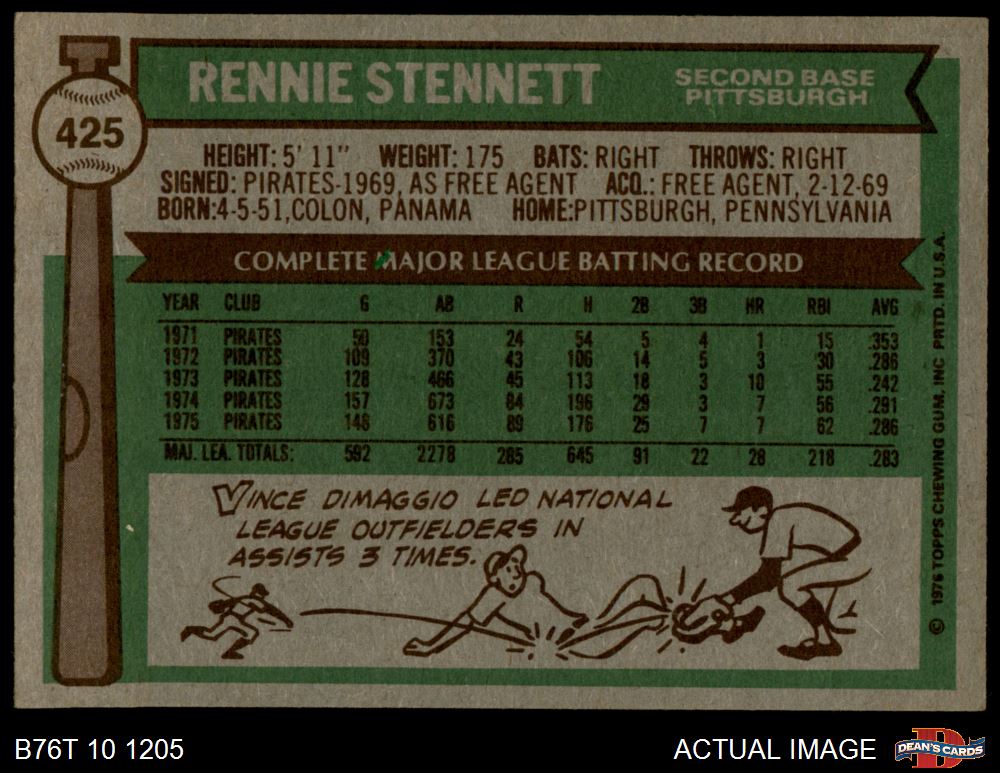 425
RENNIE STENNETT
SECOND BASE
PITTSBURGH
HEIGHT: 5' 11" WEIGHT: 175 BATS: RIGHT THROWS: RIGHT
SIGNED: PIRATES-1969, AS FREE AGENT ACQ.: FREE AGENT, 2-12-69
BORN:4-5-51,COLON, PANAMA HOME:PITTSBURGH, PENNSYLVANIA
COMPLETE MAJOR LEAGUE BATTING RECORD
YEAR CLUB G AB R H 2B 3B HR RBI AVG
1971 PIRATES 50 153 24 54 5 4 1 15 .353
1972 PIRATES 109 370 43 106 14 5 3 30 .286
1973 PIRATES 128 466 45 113 18 3 10 55 .242
1974 PIRATES 157 673 84 196 29 3 7 56 .291
1975 PIRATES 148 616 89 176 25 7 7 62 .286
MAJ. LEA. TOTALS: 592 2278 285 645 91 22 28 218 .283
VINCE DIMAGGIO LED NATIONAL
LEAGUE OUTFIELDERS IN
ASSISTS 3 TIMES.
© 1976 TOPPS CHEWING GUM, INC PRTD. IN U.S.A.
B76T 10 1205
ACTUAL IMAGE
D
DEAN'S CARDS